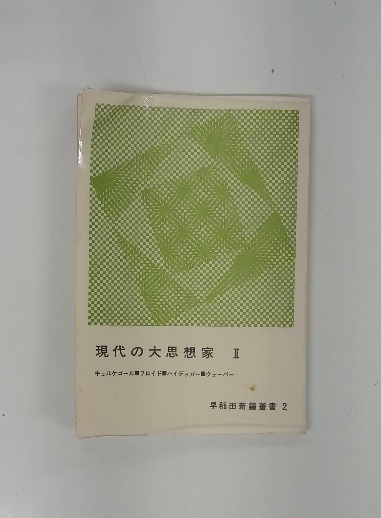 現代の大思想家 Ⅱ
キェルケゴール■フロイド■ハイデッガー■ウェーバー
早稲田新鐘叢書 2